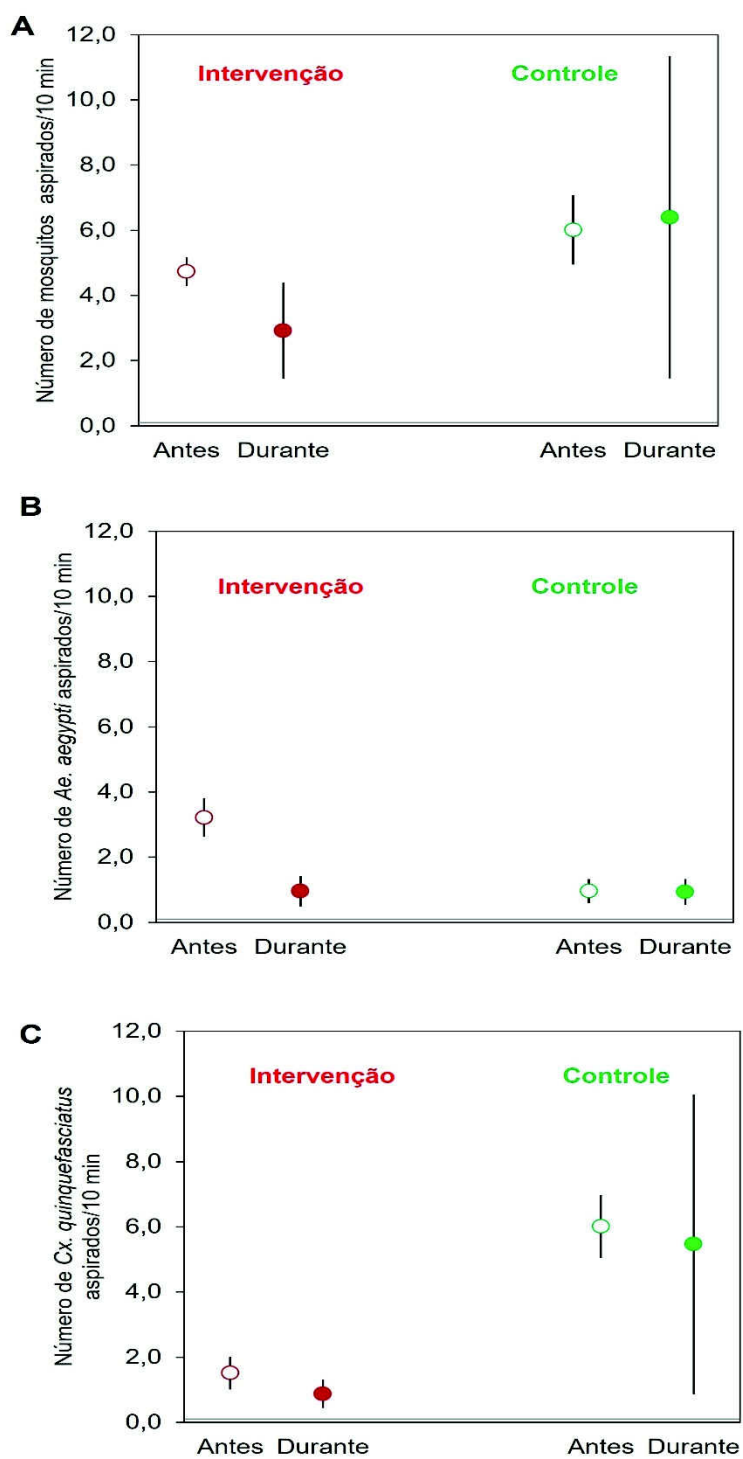 A
Número de mosquitos aspirados/10 min
12,0
10,0
8,0
6,0
4,0
2,0
0,0
Intervenção
Controle
Antes Durante
Antes Durante
B
Número de Ae. aegypti aspirados/10 min
12,0
10,0
8,0
6,0
4,0
2,0
0,0
Intervenção
Controle
Antes Durante
Antes Durante
C
Número de Cx. quinquefasciatus
aspirados/10 min
12,0
10,0
8,0
6,0
4,0
2,0
0,0
Intervenção
Controle
Antes Durante
Antes Durante